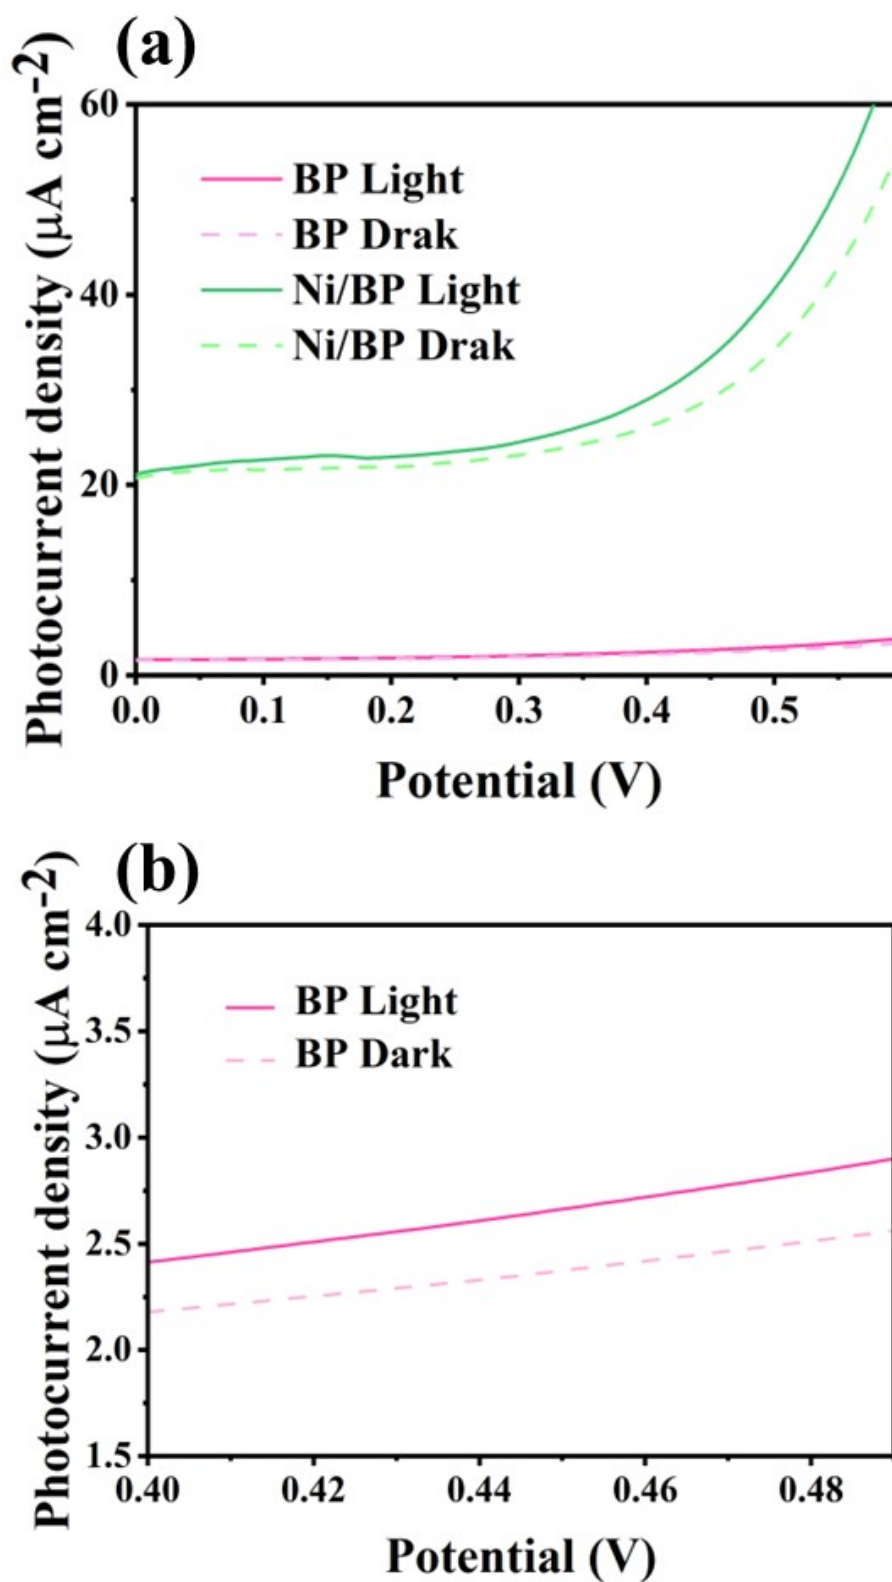 (a)
Photocurrent density (μA cm-2)
60
40
20
0
BP Light
BP Drak
Ni/BP Light
Ni/BP Drak
0.0 0.1 0.2 0.3 0.4 0.5
Potential (V)
(b)
Photocurrent density (μA cm-2)
4.0
3.5
3.0
2.5
2.0
1.5
BP Light
BP Dark
0.40 0.42 0.44 0.46 0.48
Potential (V)